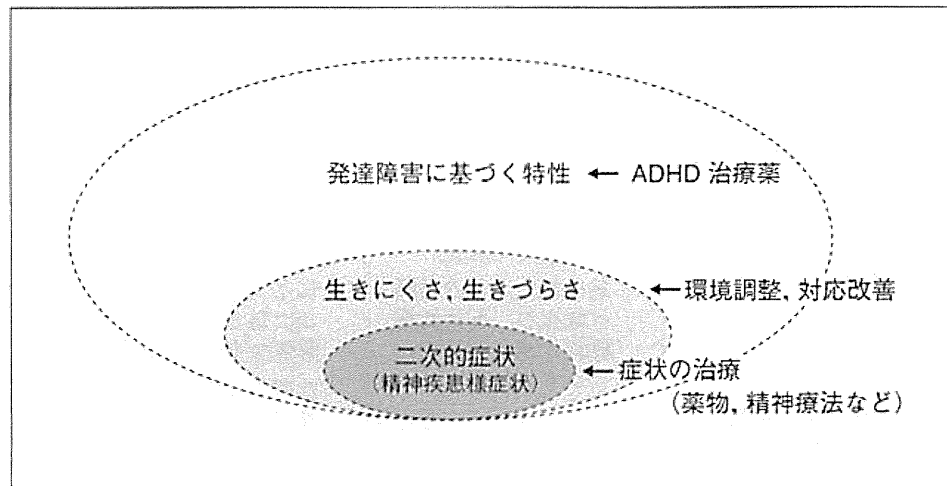 発達障害に基づく特性 ← ADHD 治療薬
生きにくさ, 生きづらさ ← 環境調整, 対応改善
二次的症状
(精神疾患様症状) ← 症状の治療
(薬物, 精神療法など)